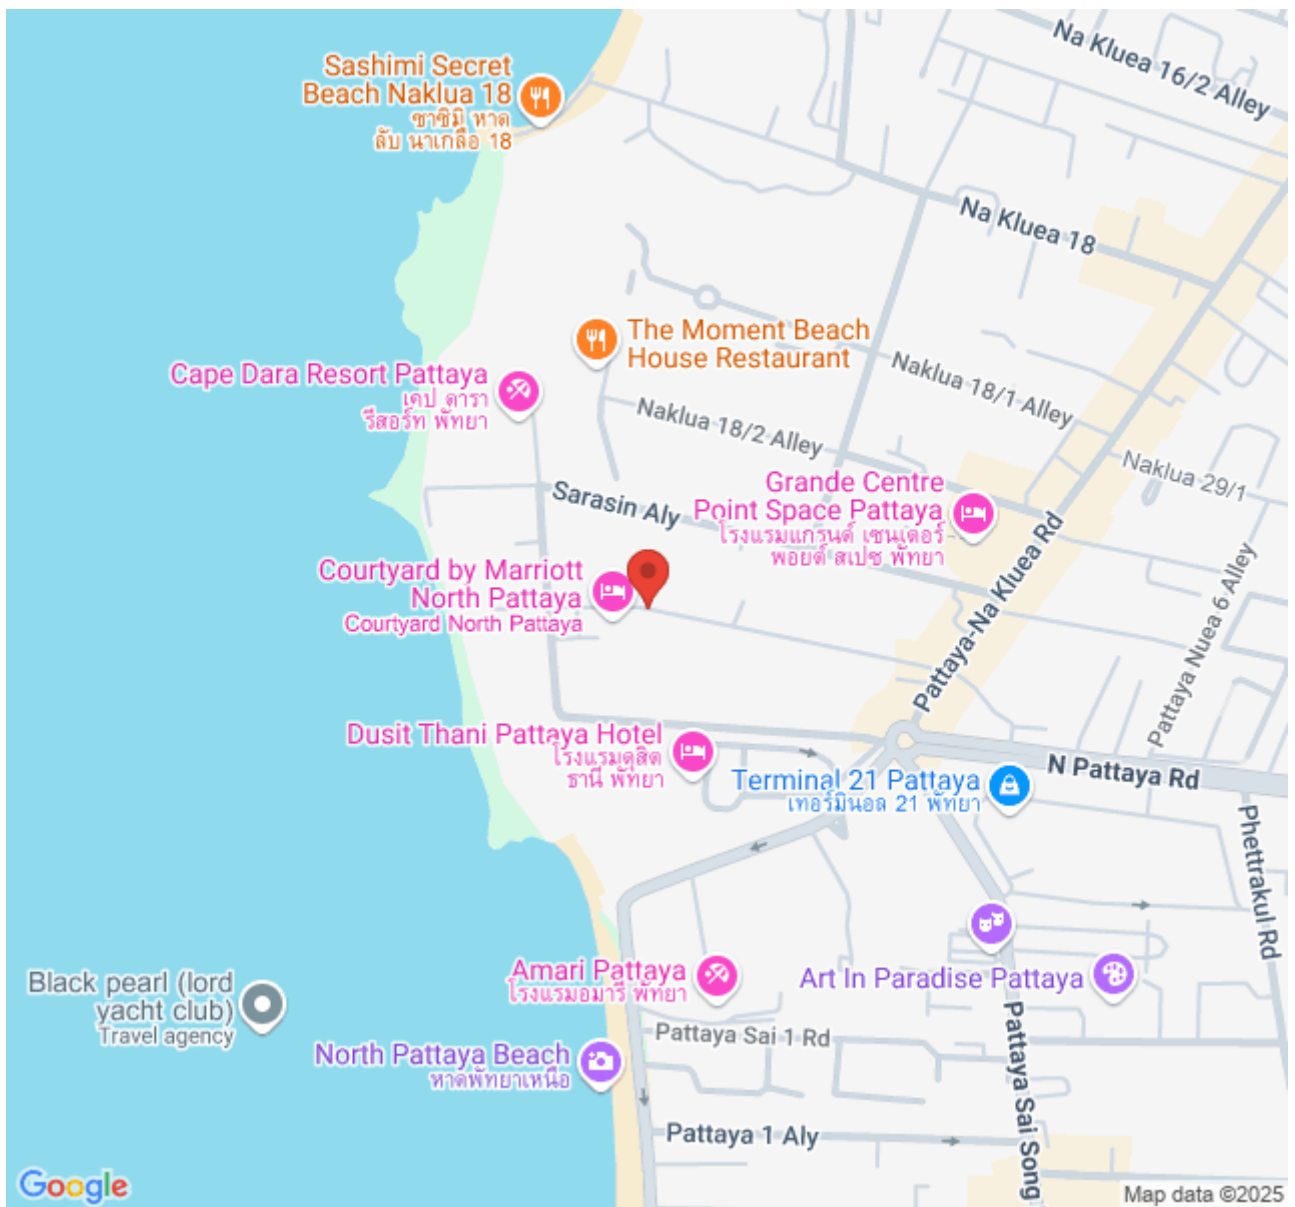 Na Kluea 16/2 Alley
Sashimi Secret
Beach Naklua 18
ซาซิมิ หาด
ลับ นาเกลือ 18
Na Kluea 18
The Moment Beach
House Restaurant
Naklua 18/1 Alley
Cape Dara Resort Pattaya
เคป ดารา
รีสอร์ท พัทยา
Naklua 18/2 Alley
Naklua 29/1
Sarasin Aly
Grande Centre
Point Space Pattaya
โรงแรมแกรนด์ เซนเตอร์
พอยต์ สเปซ พัทยา
Pattaya-Na Kluea Rd
Pattaya Nuea 6 Alley
Courtyard by Marriott
North Pattaya
Courtyard North Pattaya
Dusit Thani Pattaya Hotel
โรงแรมดุสิต
ธานี พัทยา
N Pattaya Rd
Terminal 21 Pattaya
เทอร์มินอล 21 พัทยา
Phettrakul Rd
Art In Paradise Pattaya
Amari Pattaya
โรงแรมอมารี พัทยา
Black pearl (lord
yacht club)
Travel agency
Pattaya Sai 1 Rd
North Pattaya Beach
หาดพัทยาเหนือ
Pattaya Sai Song
Pattaya 1 Aly
Google
Map data ©2025